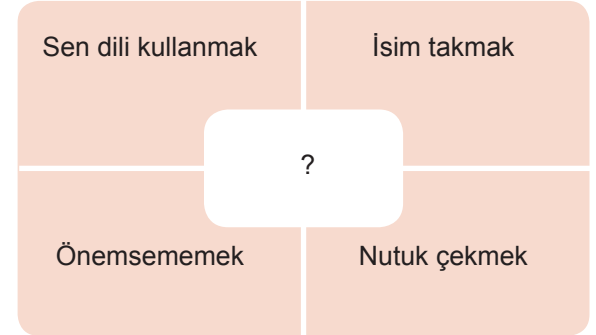 Sen dili kullanmak
İsim takmak
?
Önemsememek
Nutuk çekmek